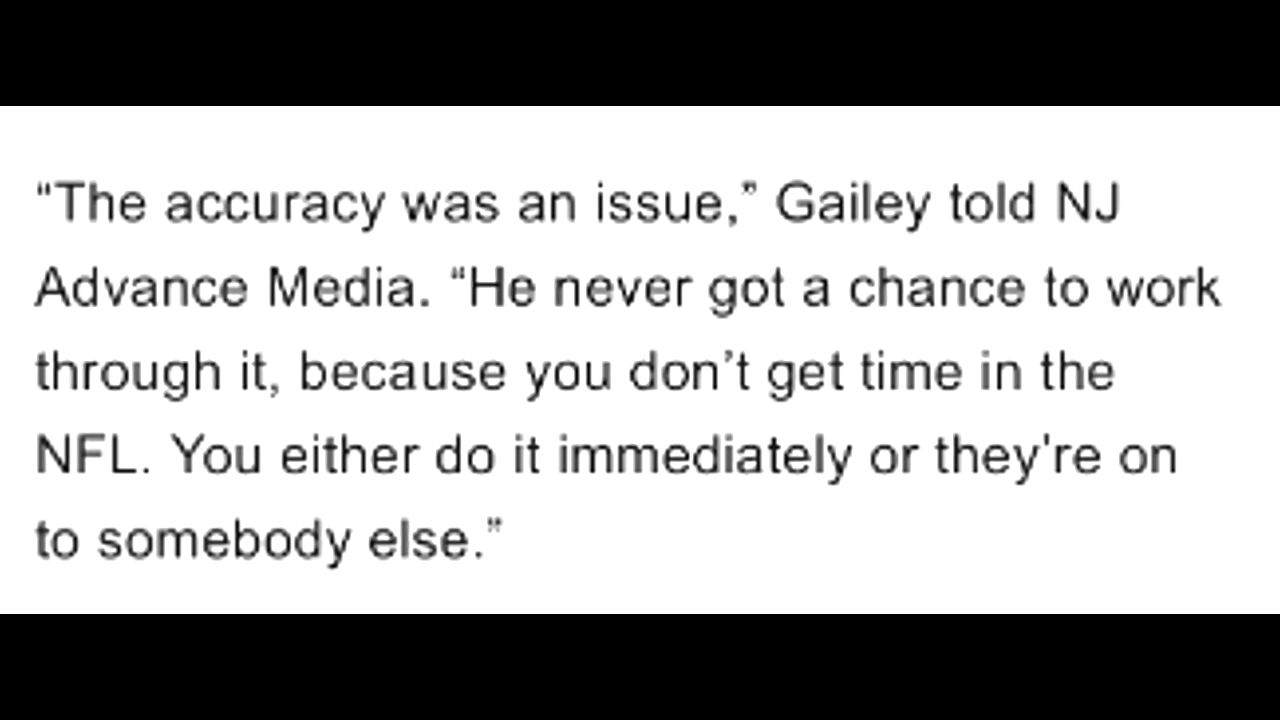 “The accuracy was an issue,” Gailey told NJ
Advance Media. “He never got a chance to work
through it, because you don’t get time in the
NFL. You either do it immediately or they're on
to somebody else.”